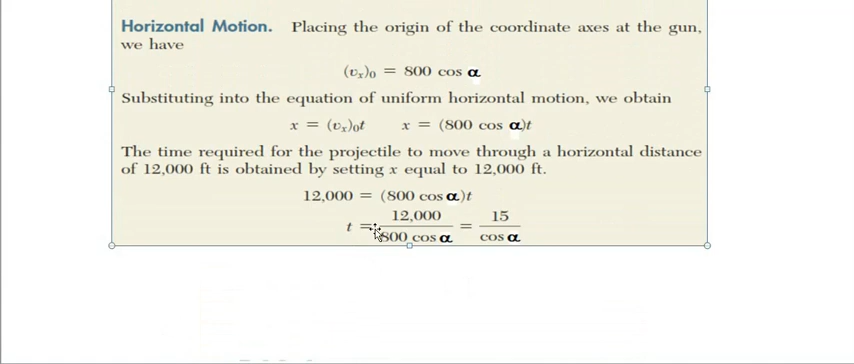 Horizontal Motion. Placing the origin of the coordinate axes at the gun,
we have
(vₓ)₀ = 800 cos α
Substituting into the equation of uniform horizontal motion, we obtain
x = (vₓ)₀t x = (800 cos α)t
The time required for the projectile to move through a horizontal distance
of 12,000 ft is obtained by setting x equal to 12,000 ft.
12,000 = (800 cos α)t
t = 12,000 / 800 cos α = 15 / cos α